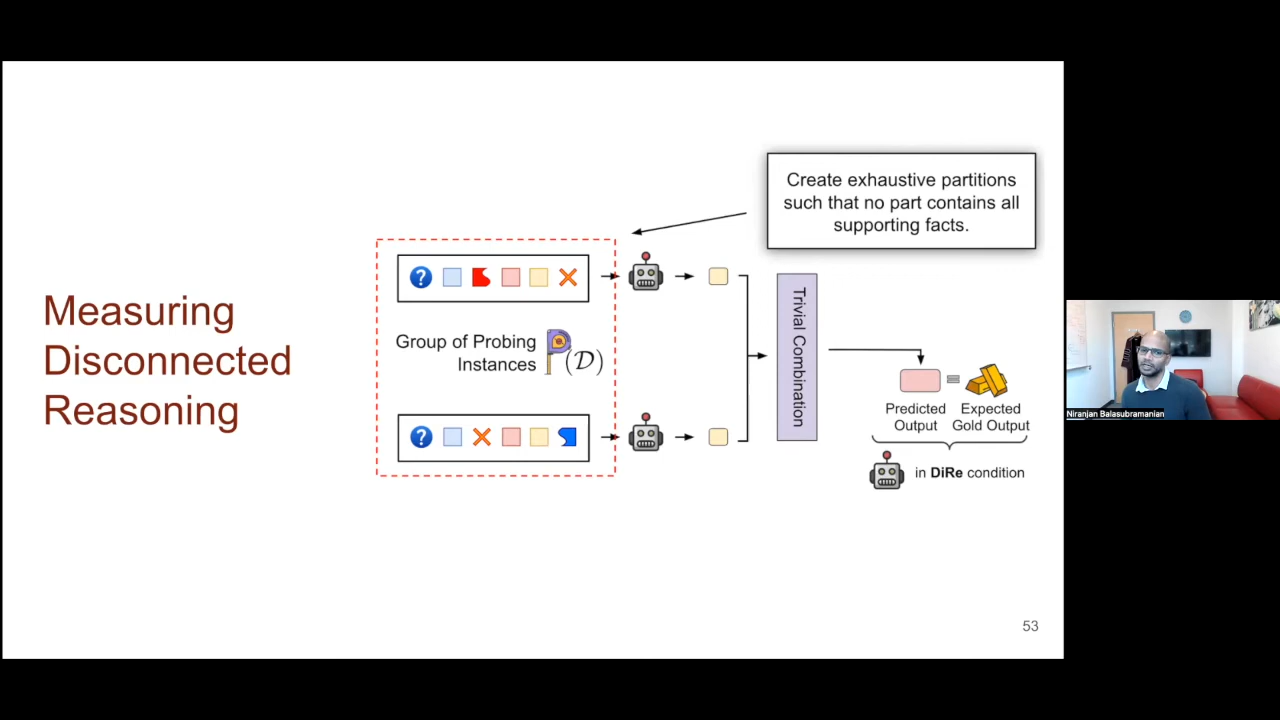 Measuring
Disconnected
Reasoning
Create exhaustive partitions
such that no part contains all
supporting facts.
?
Group of Probing
Instances
(𝒟)
?
Trivial Combination
=
Predicted
Output
Expected
Gold Output
in DiRe condition
53
Niranjan Balasubramanian